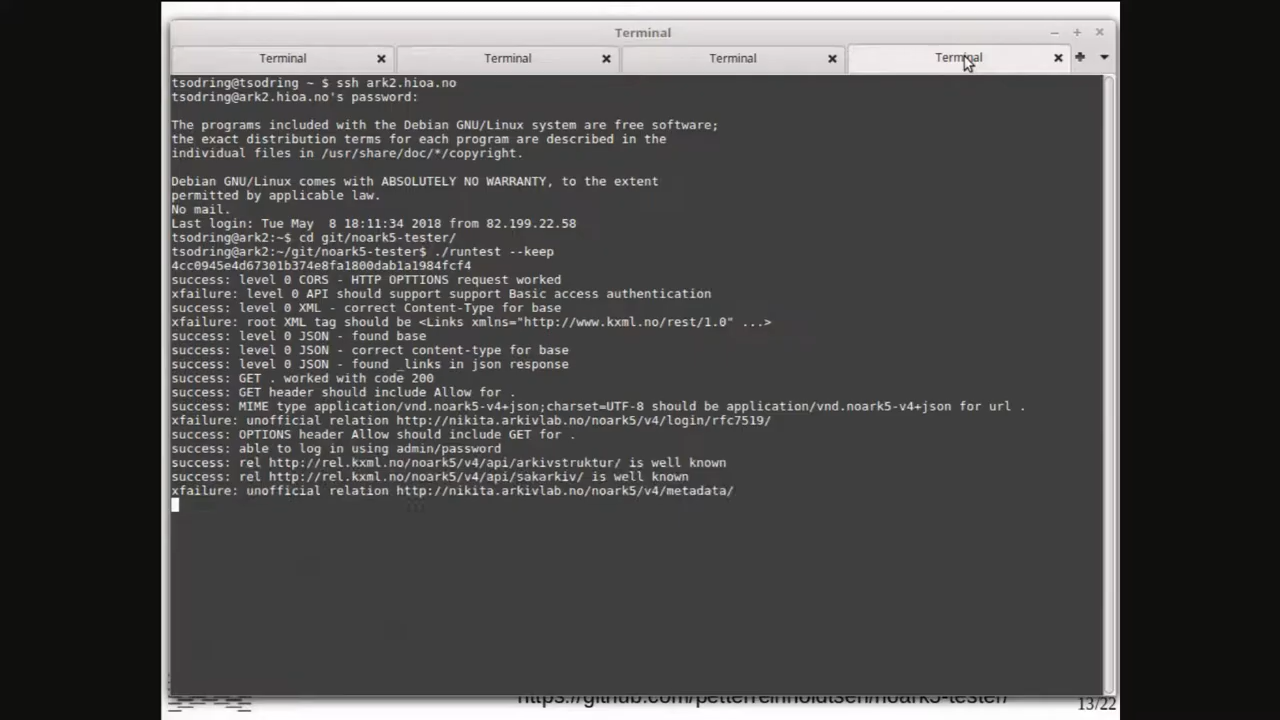 Terminal
Terminal
Terminal
Terminal
Terminal
tsodring@tsodring ~ $ ssh ark2.hioa.no
tsodring@ark2.hioa.no's password:
The programs included with the Debian GNU/Linux system are free software;
the exact distribution terms for each program are described in the
individual files in /usr/share/doc/*/copyright.
Debian GNU/Linux comes with ABSOLUTELY NO WARRANTY, to the extent
permitted by applicable law.
No mail.
Last login: Tue May  8 18:11:34 2018 from 82.199.22.58
tsodring@ark2:~$ cd git/noark5-tester/
tsodring@ark2:~/git/noark5-tester$ ./runtest --keep
4cc0945e4d67301b374e8fa1800dab1a1984fcf4
success: level 0 CORS - HTTP OPTTIONS request worked
xfailure: level 0 API should support support Basic access authentication
success: level 0 XML - correct Content-Type for base
xfailure: root XML tag should be <Links xmlns="http://www.kxml.no/rest/1.0" ...>
success: level 0 JSON - found base
success: level 0 JSON - correct content-type for base
success: level 0 JSON - found _links in json response
success: GET . worked with code 200
success: GET header should include Allow for .
success: MIME type application/vnd.noark5-v4+json;charset=UTF-8 should be application/vnd.noark5-v4+json for url .
xfailure: unofficial relation http://nikita.arkivlab.no/noark5/v4/login/rfc7519/
success: OPTIONS header Allow should include GET for .
success: able to log in using admin/password
success: rel http://rel.kxml.no/noark5/v4/api/arkivstruktur/ is well known
success: rel http://rel.kxml.no/noark5/v4/api/sakarkiv/ is well known
xfailure: unofficial relation http://nikita.arkivlab.no/noark5/v4/metadata/
https://github.com/petterreinholdtsen/noark5-tester/
13/22